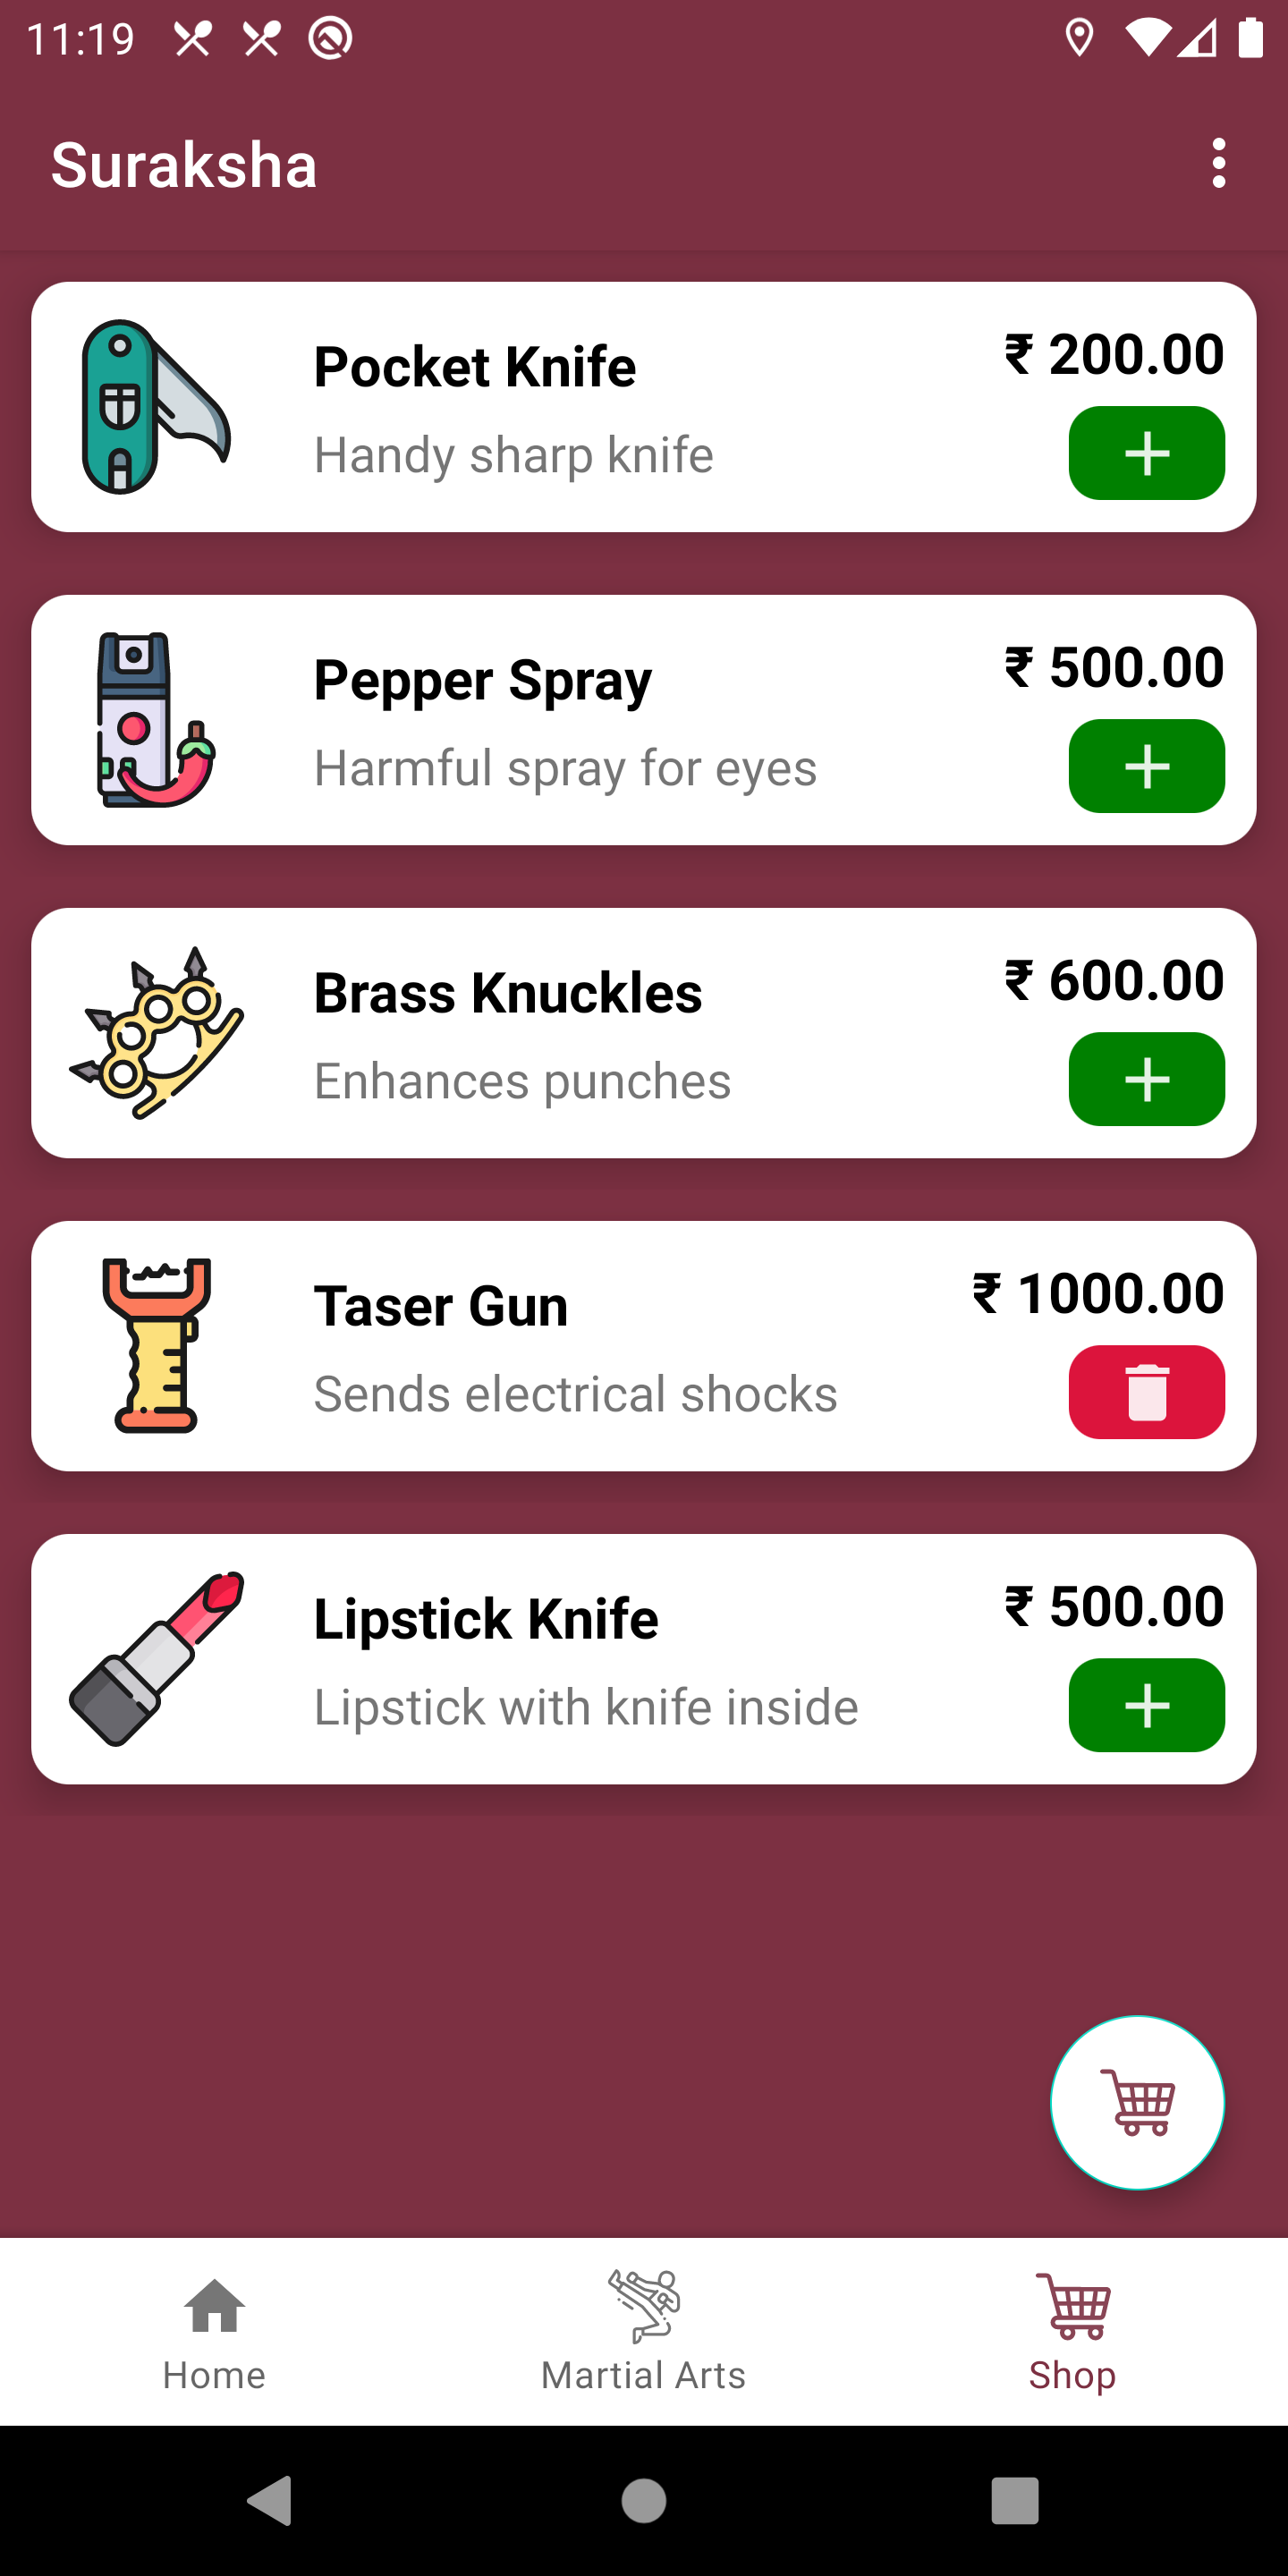 11:19
Suraksha
Pocket Knife
₹ 200.00
Handy sharp knife
Pepper Spray
₹ 500.00
Harmful spray for eyes
Brass Knuckles
₹ 600.00
Enhances punches
Taser Gun
₹ 1000.00
Sends electrical shocks
Lipstick Knife
₹ 500.00
Lipstick with knife inside
Home
Martial Arts
Shop